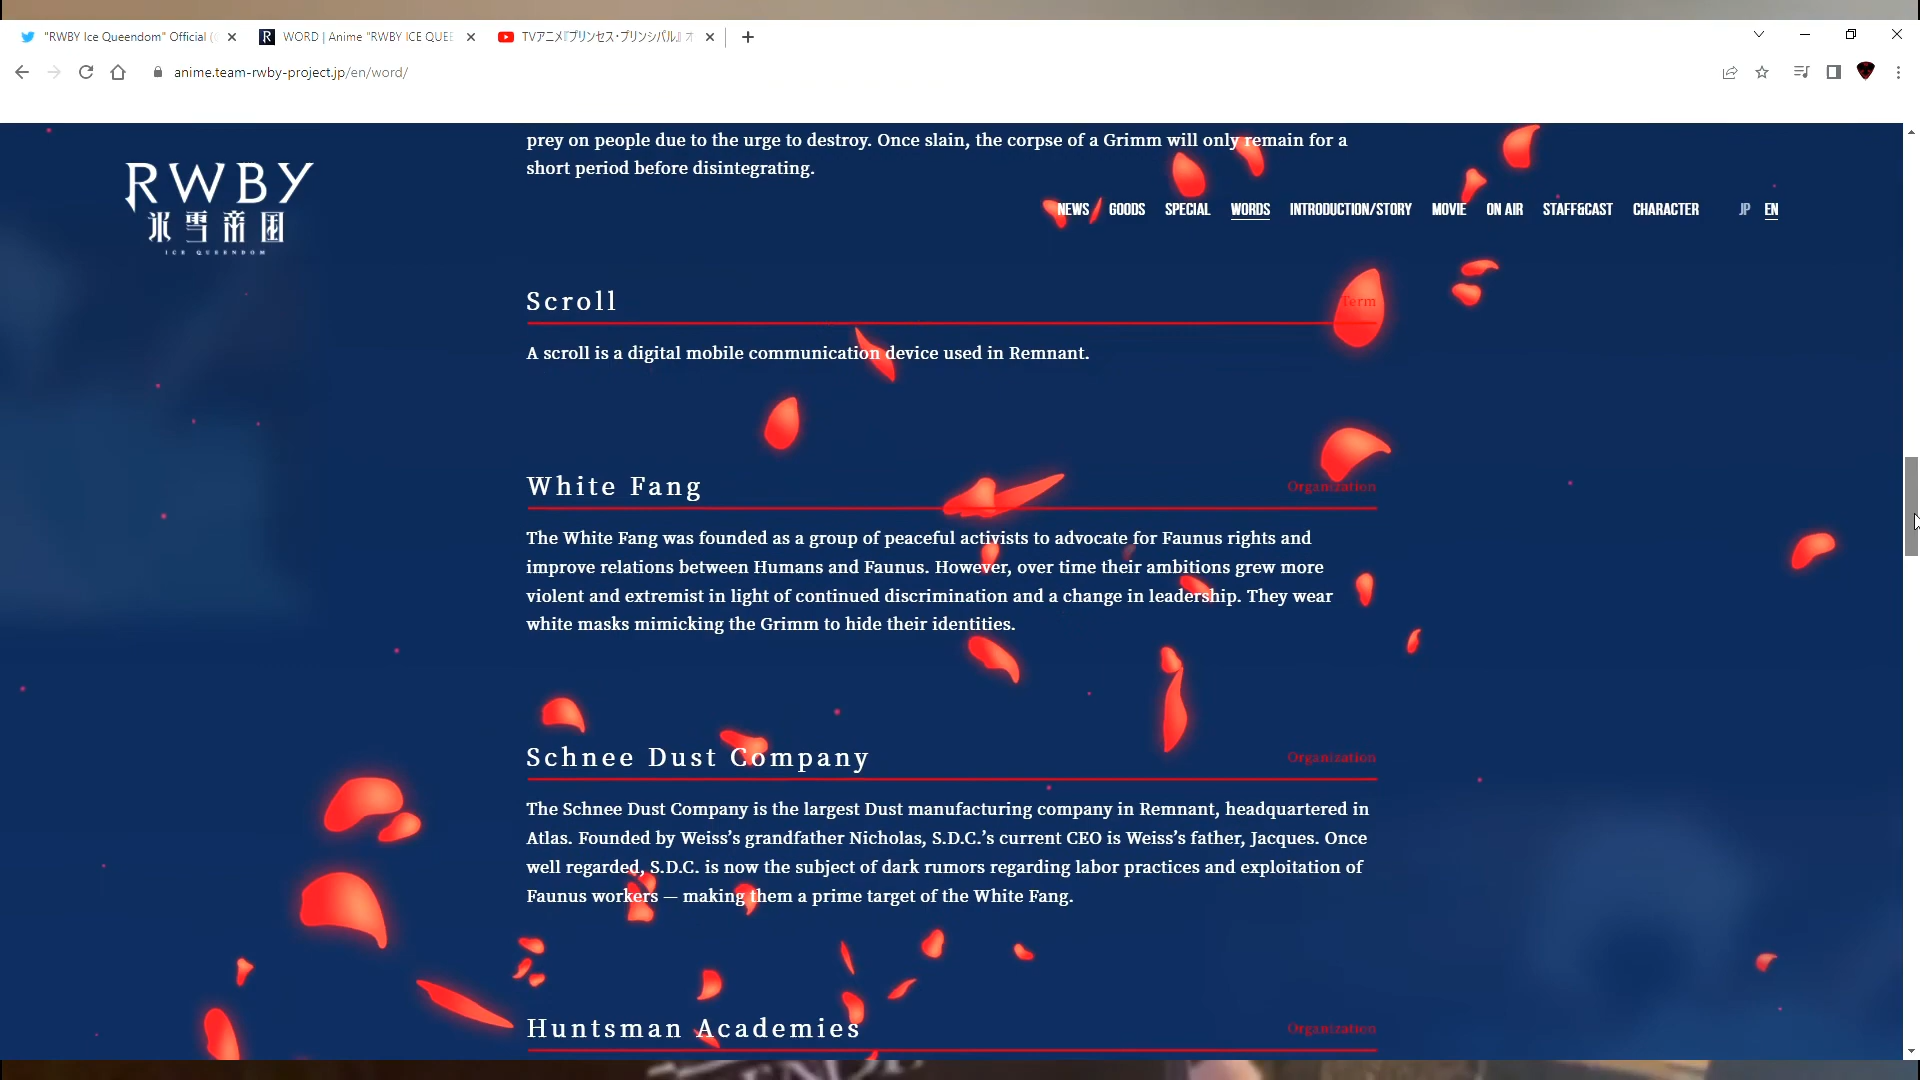 "RWBY Ice Queendom" Official
WORD | Anime "RWBY ICE QUEE
TVアニメ『プリンセス・プリンシパル』オ
anime.team-rwby-project.jp/en/word/
prey on people due to the urge to destroy. Once slain, the corpse of a Grimm will only remain for a
short period before disintegrating.
RWBY
氷雪帝国
ICE QUEENDOM
NEWS GOODS SPECIAL WORDS INTRODUCTION/STORY MOVIE ON AIR STAFF&CAST CHARACTER JP EN
Scroll
Term
A scroll is a digital mobile communication device used in Remnant.
White Fang
Organization
The White Fang was founded as a group of peaceful activists to advocate for Faunus rights and
improve relations between Humans and Faunus. However, over time their ambitions grew more
violent and extremist in light of continued discrimination and a change in leadership. They wear
white masks mimicking the Grimm to hide their identities.
Schnee Dust Company
Organization
The Schnee Dust Company is the largest Dust manufacturing company in Remnant, headquartered in
Atlas. Founded by Weiss’s grandfather Nicholas, S.D.C.’s current CEO is Weiss’s father, Jacques. Once
well regarded, S.D.C. is now the subject of dark rumors regarding labor practices and exploitation of
Faunus workers — making them a prime target of the White Fang.
Huntsman Academies
Organization